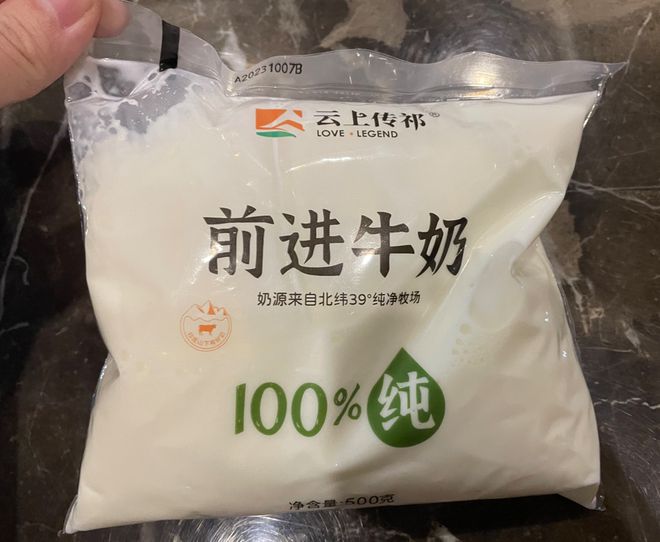 A20231007B
云上传祁®
LOVE·LEGEND
前进牛奶
奶源来自北纬39°纯净牧场
100%纯
净含量:500克